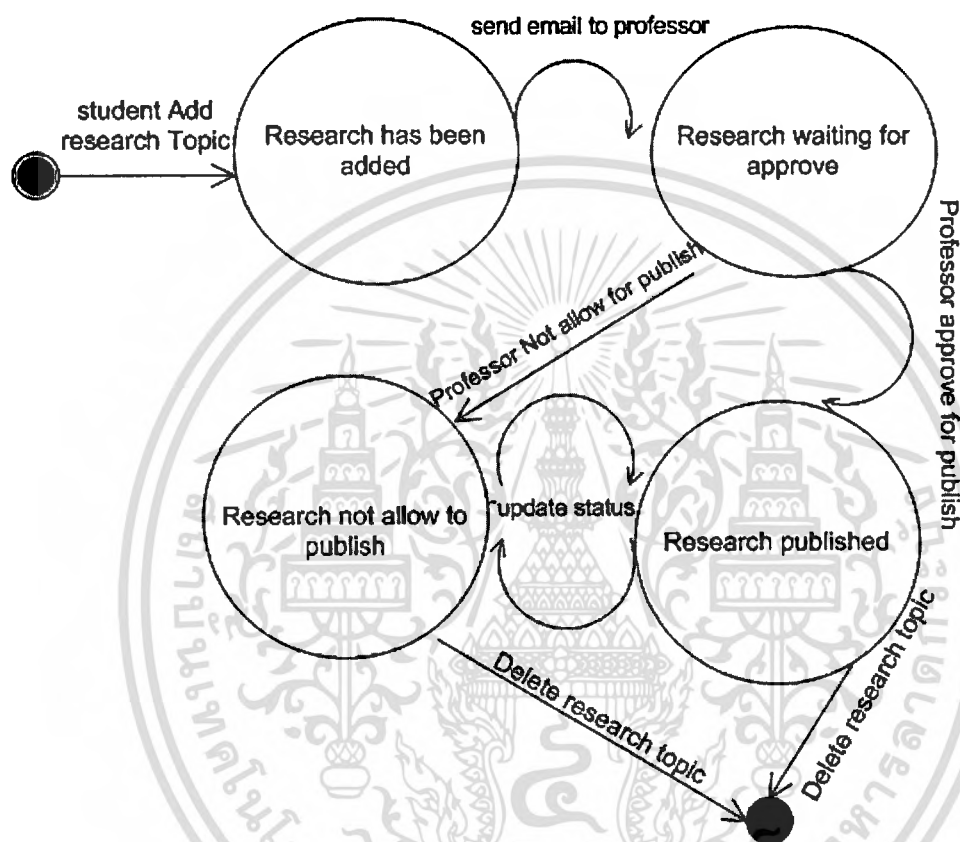 send email to professor
student Add
research Topic
Research has been
added
Research waiting for
approve
Professor approve for publish
Professor Not allow for publish
Research not allow to
publish
update status
Research published
Delete research topic
Delete research topic